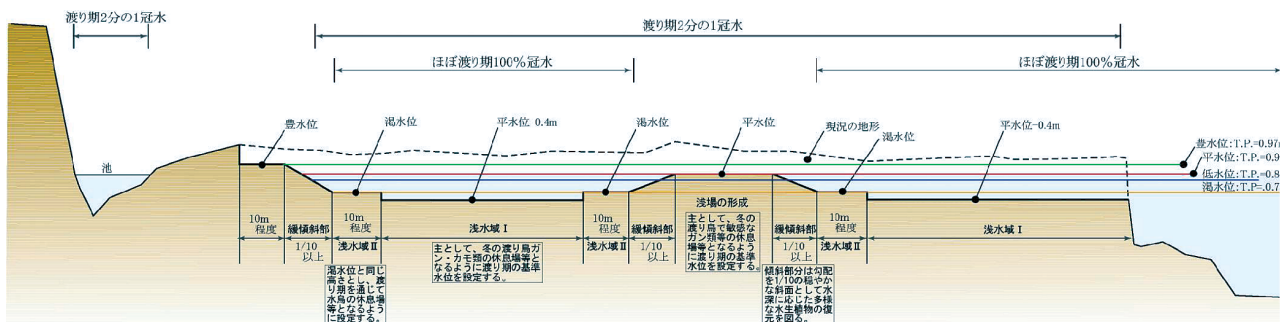 渡り期2分の1冠水
渡り期2分の1冠水
ほぼ渡り期100%冠水
ほぼ渡り期100%冠水
豊水位
渇水位
平水位 0.4m
渇水位
平水位
現況の地形
渇水位
平水位-0.4m
豊水位:T.P.=0.97
平水位:T.P.=0.9
低水位:T.P.=0.8
渇水位:T.P=.0.7
池
10m
程度
緩傾斜部
1/10
以上
10m
程度
浅水域Ⅱ
浅水域Ⅰ
10m
程度
浅水域Ⅱ
緩傾斜部
1/10
以上
浅場の形成
緩傾斜部
1/10
以上
10m
程度
浅水域Ⅱ
浅水域Ⅰ
渇水位と同じ
高さとし、渡
り期を通じて
水鳥の休息場
等となるよう
に設定する。
主として、冬の渡り鳥ガ
ン・カモ類の休息場等と
なるように渡り期の基準
水位を設定する。
主として、冬の
渡り鳥で敏感な
ガン類等の休息
場等となるよう
に渡り期の基準
水位を設定する。
傾斜部分は勾配
を1/10の穏やか
な斜面として水
深に応じた多様
な水生植物の復
元を図る。